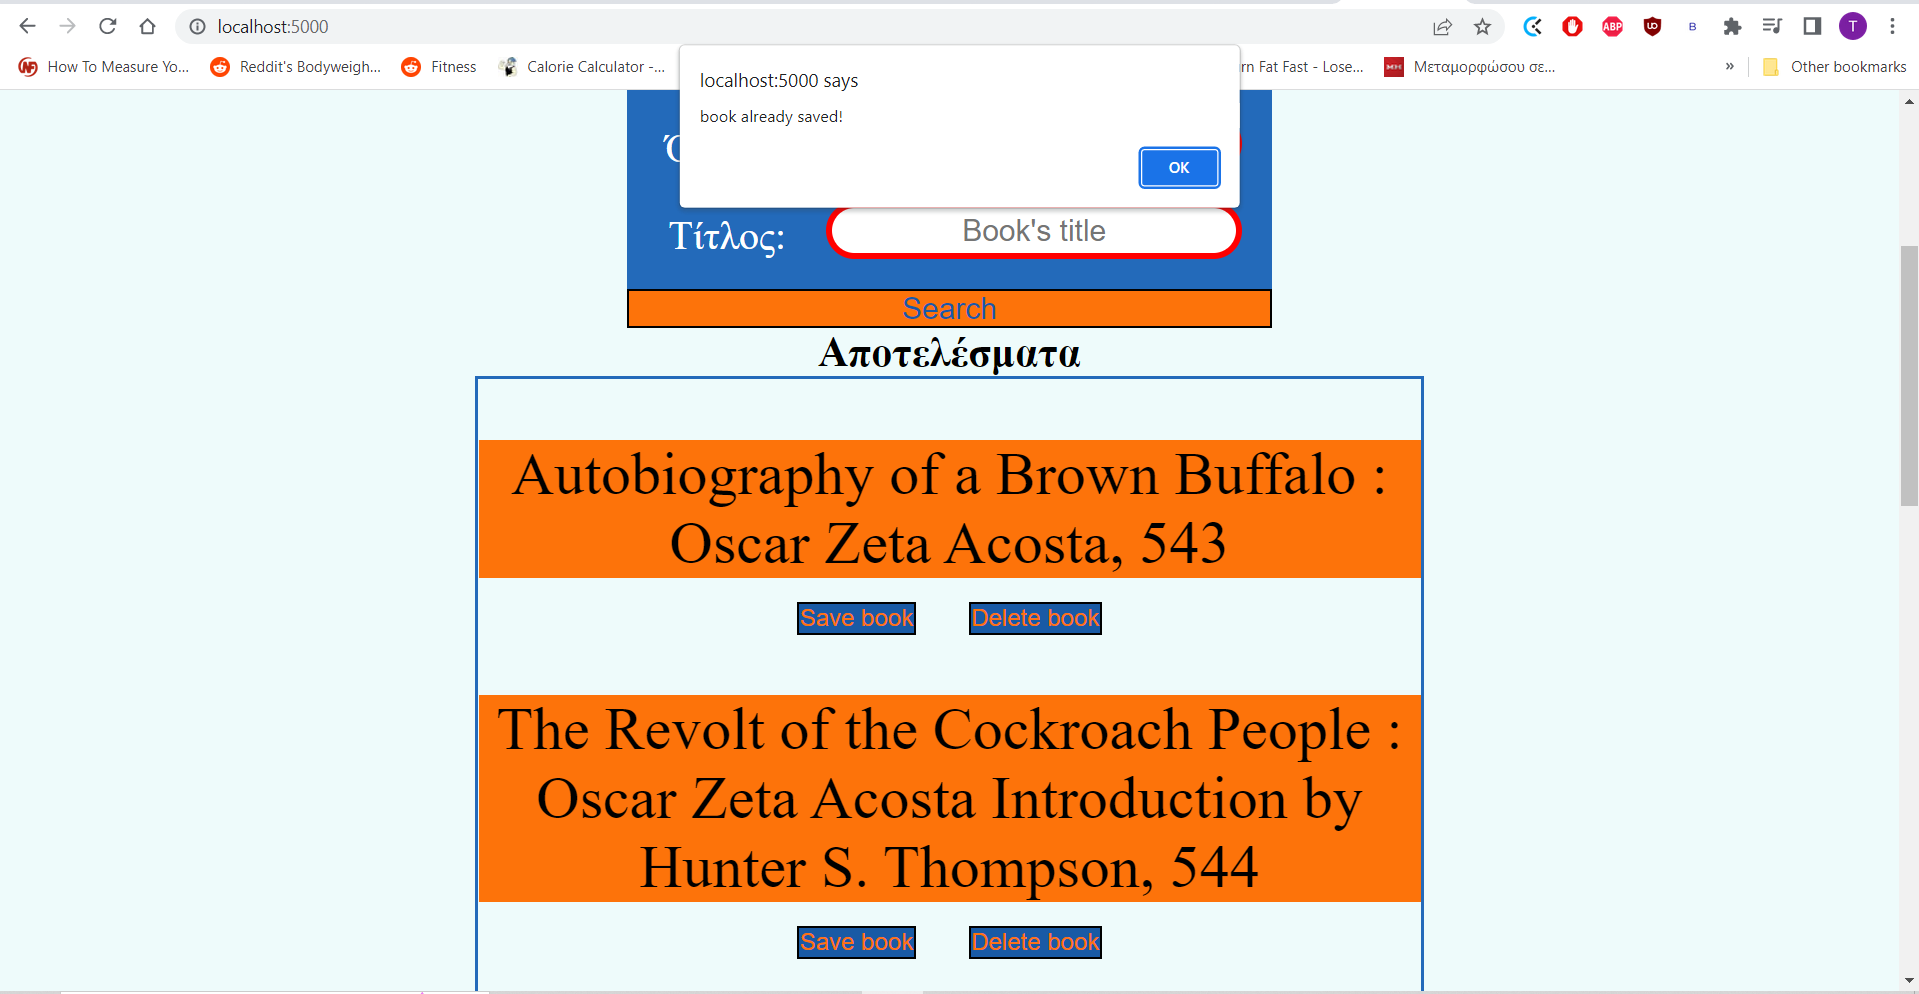 localhost:5000
ABP
B
T
How To Measure Yo...
Reddit's Bodyweigh...
Fitness
Calorie Calculator -...
rn Fat Fast - Lose...
Μεταμορφώσου σε...
»
Other bookmarks
localhost:5000 says
book already saved!
OK
Τίτλος:
Book's title
Search
Αποτελέσματα
Autobiography of a Brown Buffalo :
Oscar Zeta Acosta, 543
Save book
Delete book
The Revolt of the Cockroach People :
Oscar Zeta Acosta Introduction by
Hunter S. Thompson, 544
Save book
Delete book